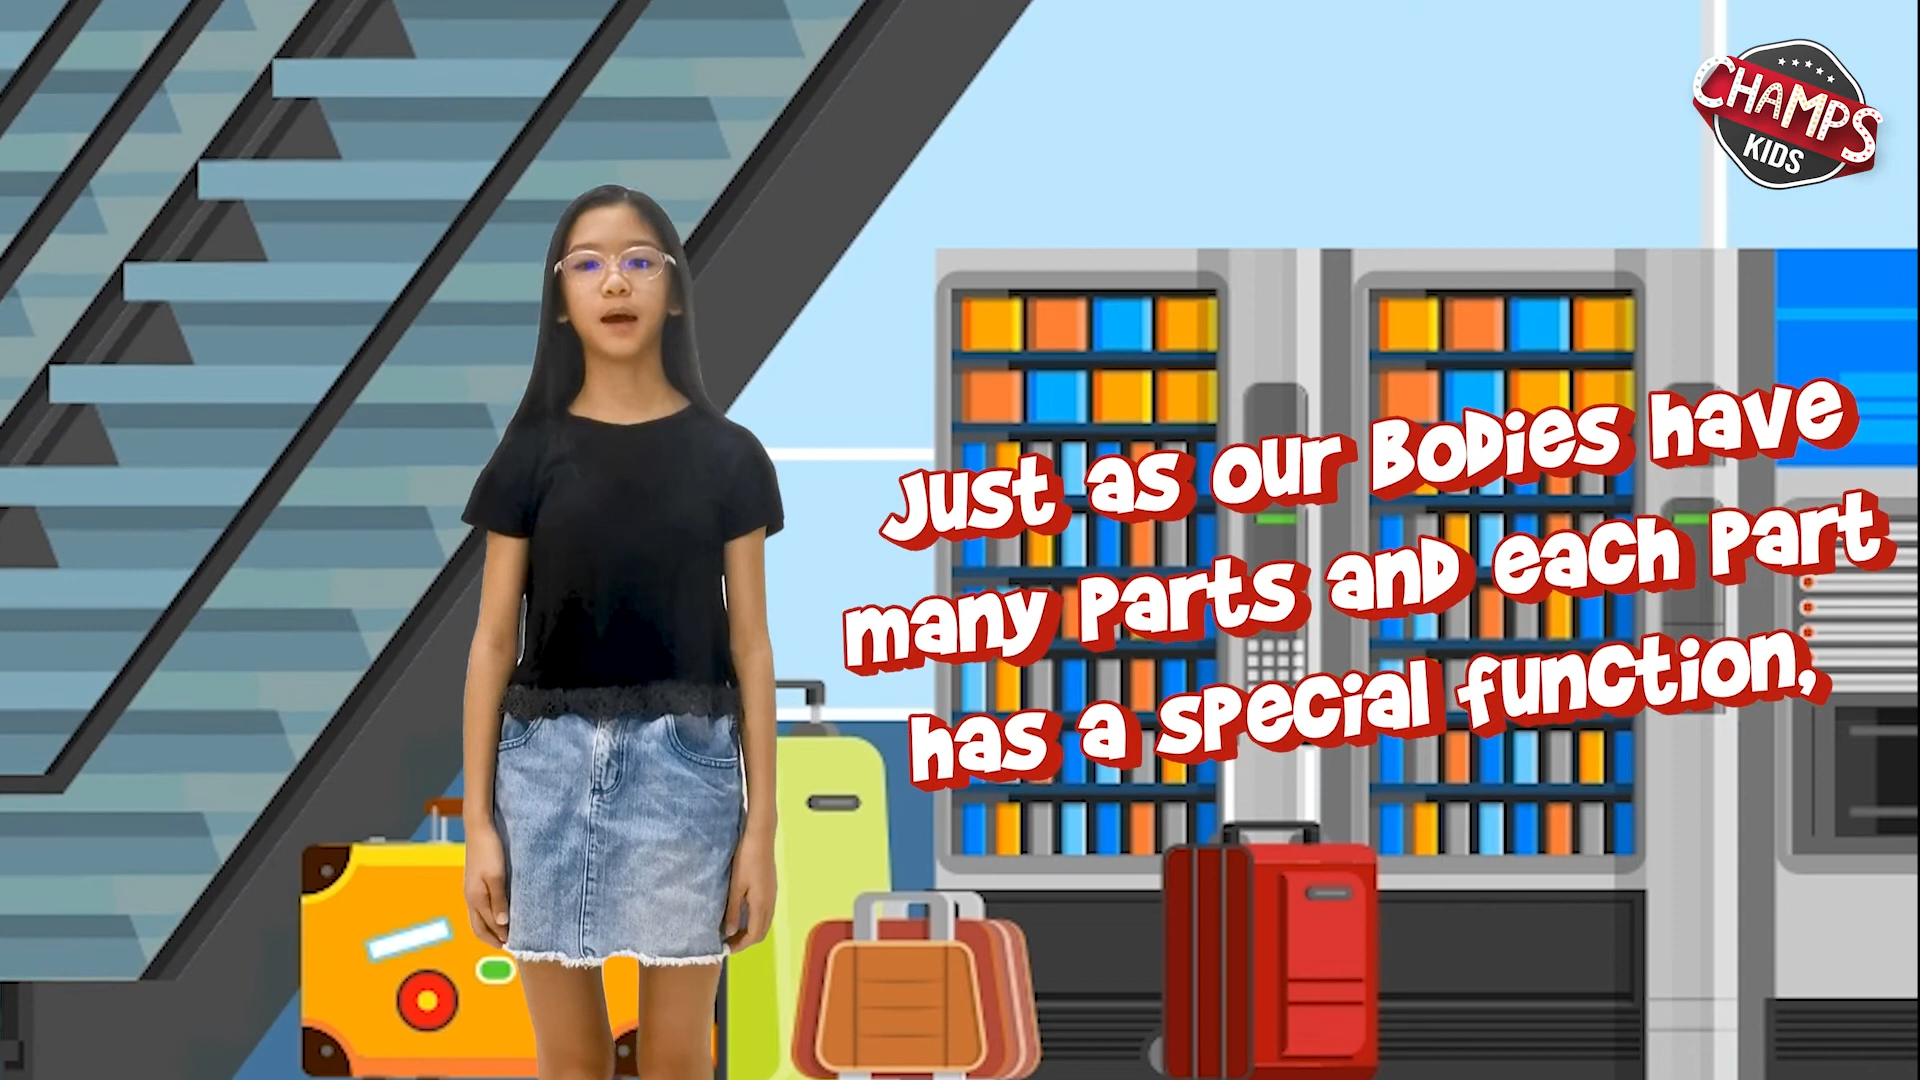 CHAMPS
KIDS
Just as our Bodies have
many parts and each part
has a special function,